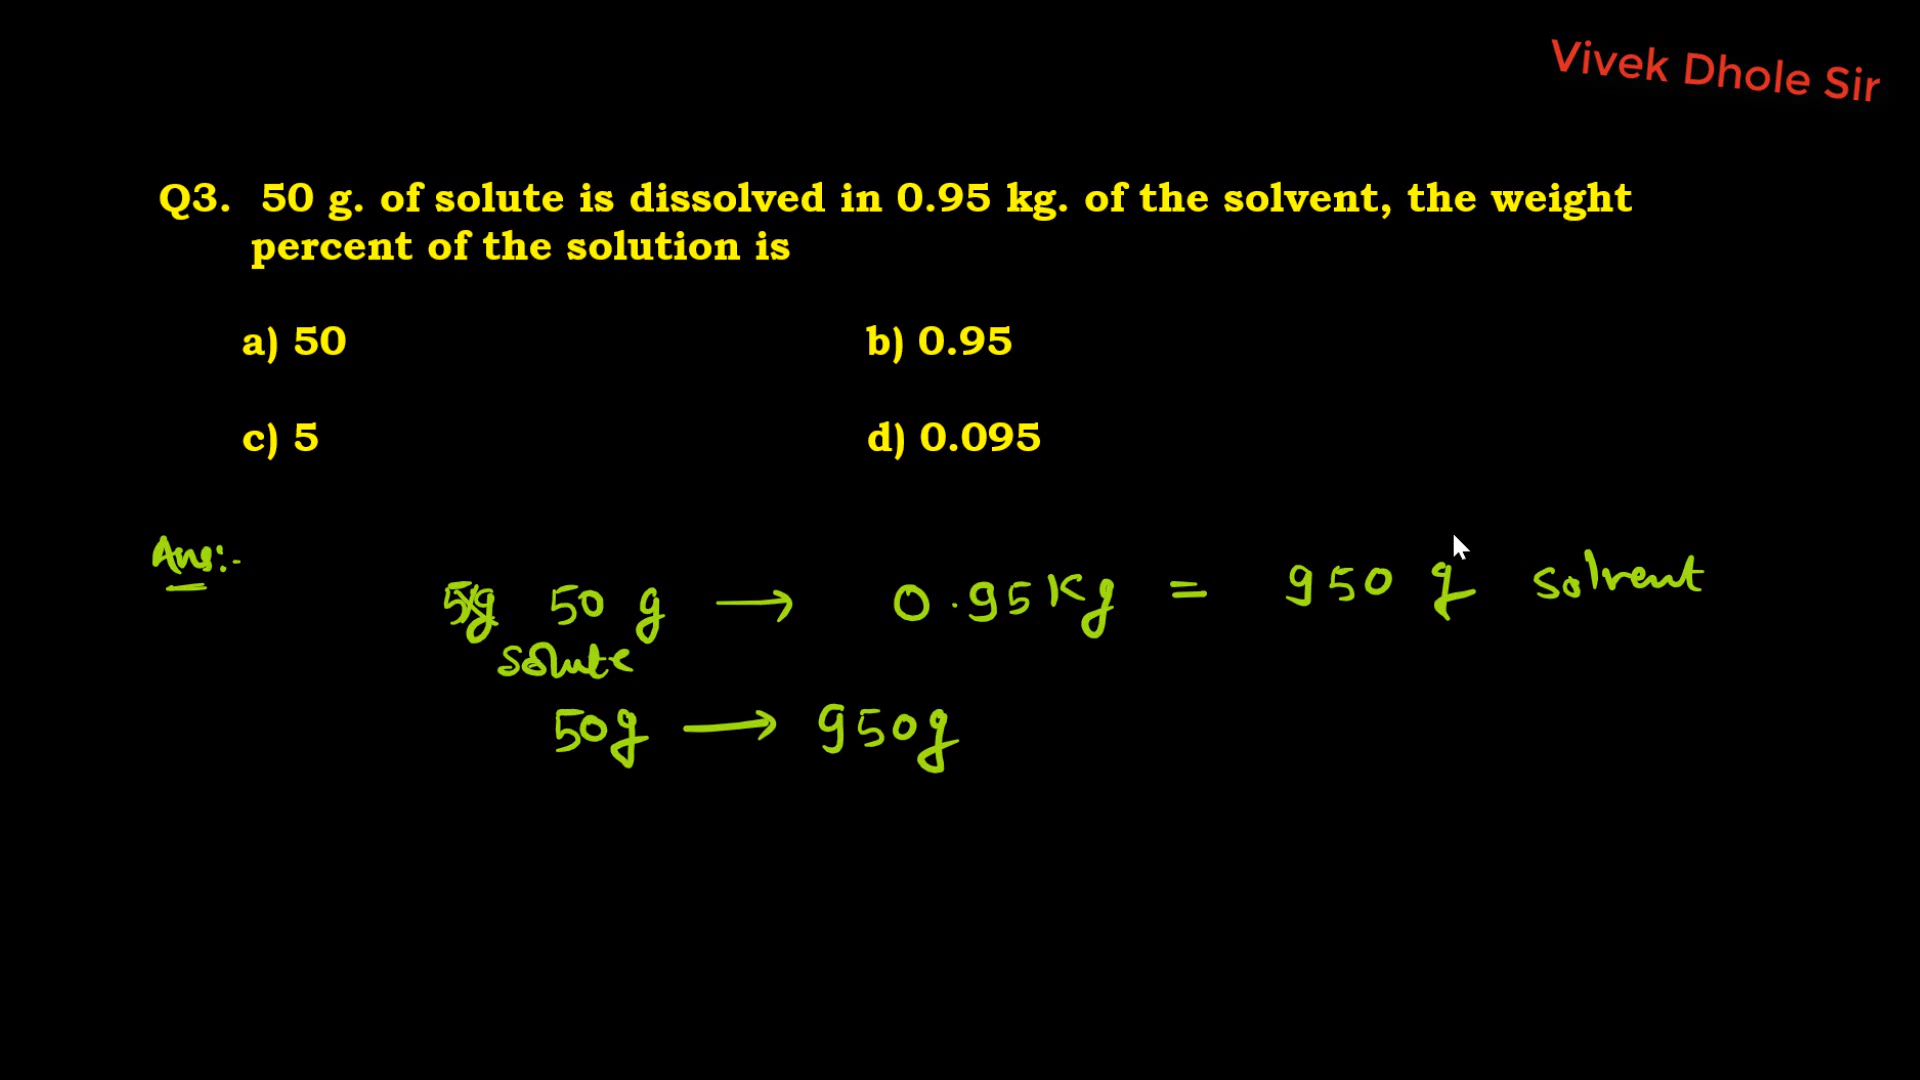 Vivek Dhole Sir
Q3. 50 g. of solute is dissolved in 0.95 kg. of the solvent, the weight
percent of the solution is
a) 50 b) 0.95
c) 5 d) 0.095
Ans:-
50 g → 0.95 Kg = 950 g solvent
solute
50g → 950g